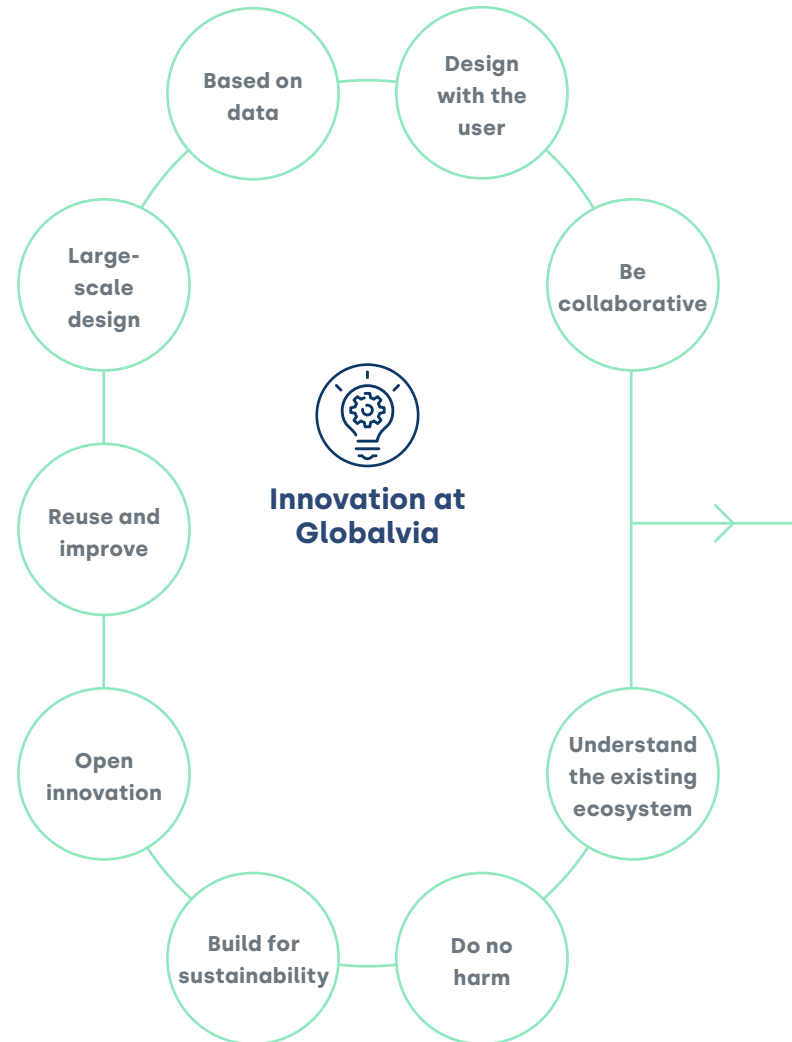 Based on
data
Design
with the
user
Large-
scale
design
Be
collaborative
Innovation at
Globalvia
Reuse and
improve
Open
innovation
Understand
the existing
ecosystem
Build for
sustainability
Do no
harm